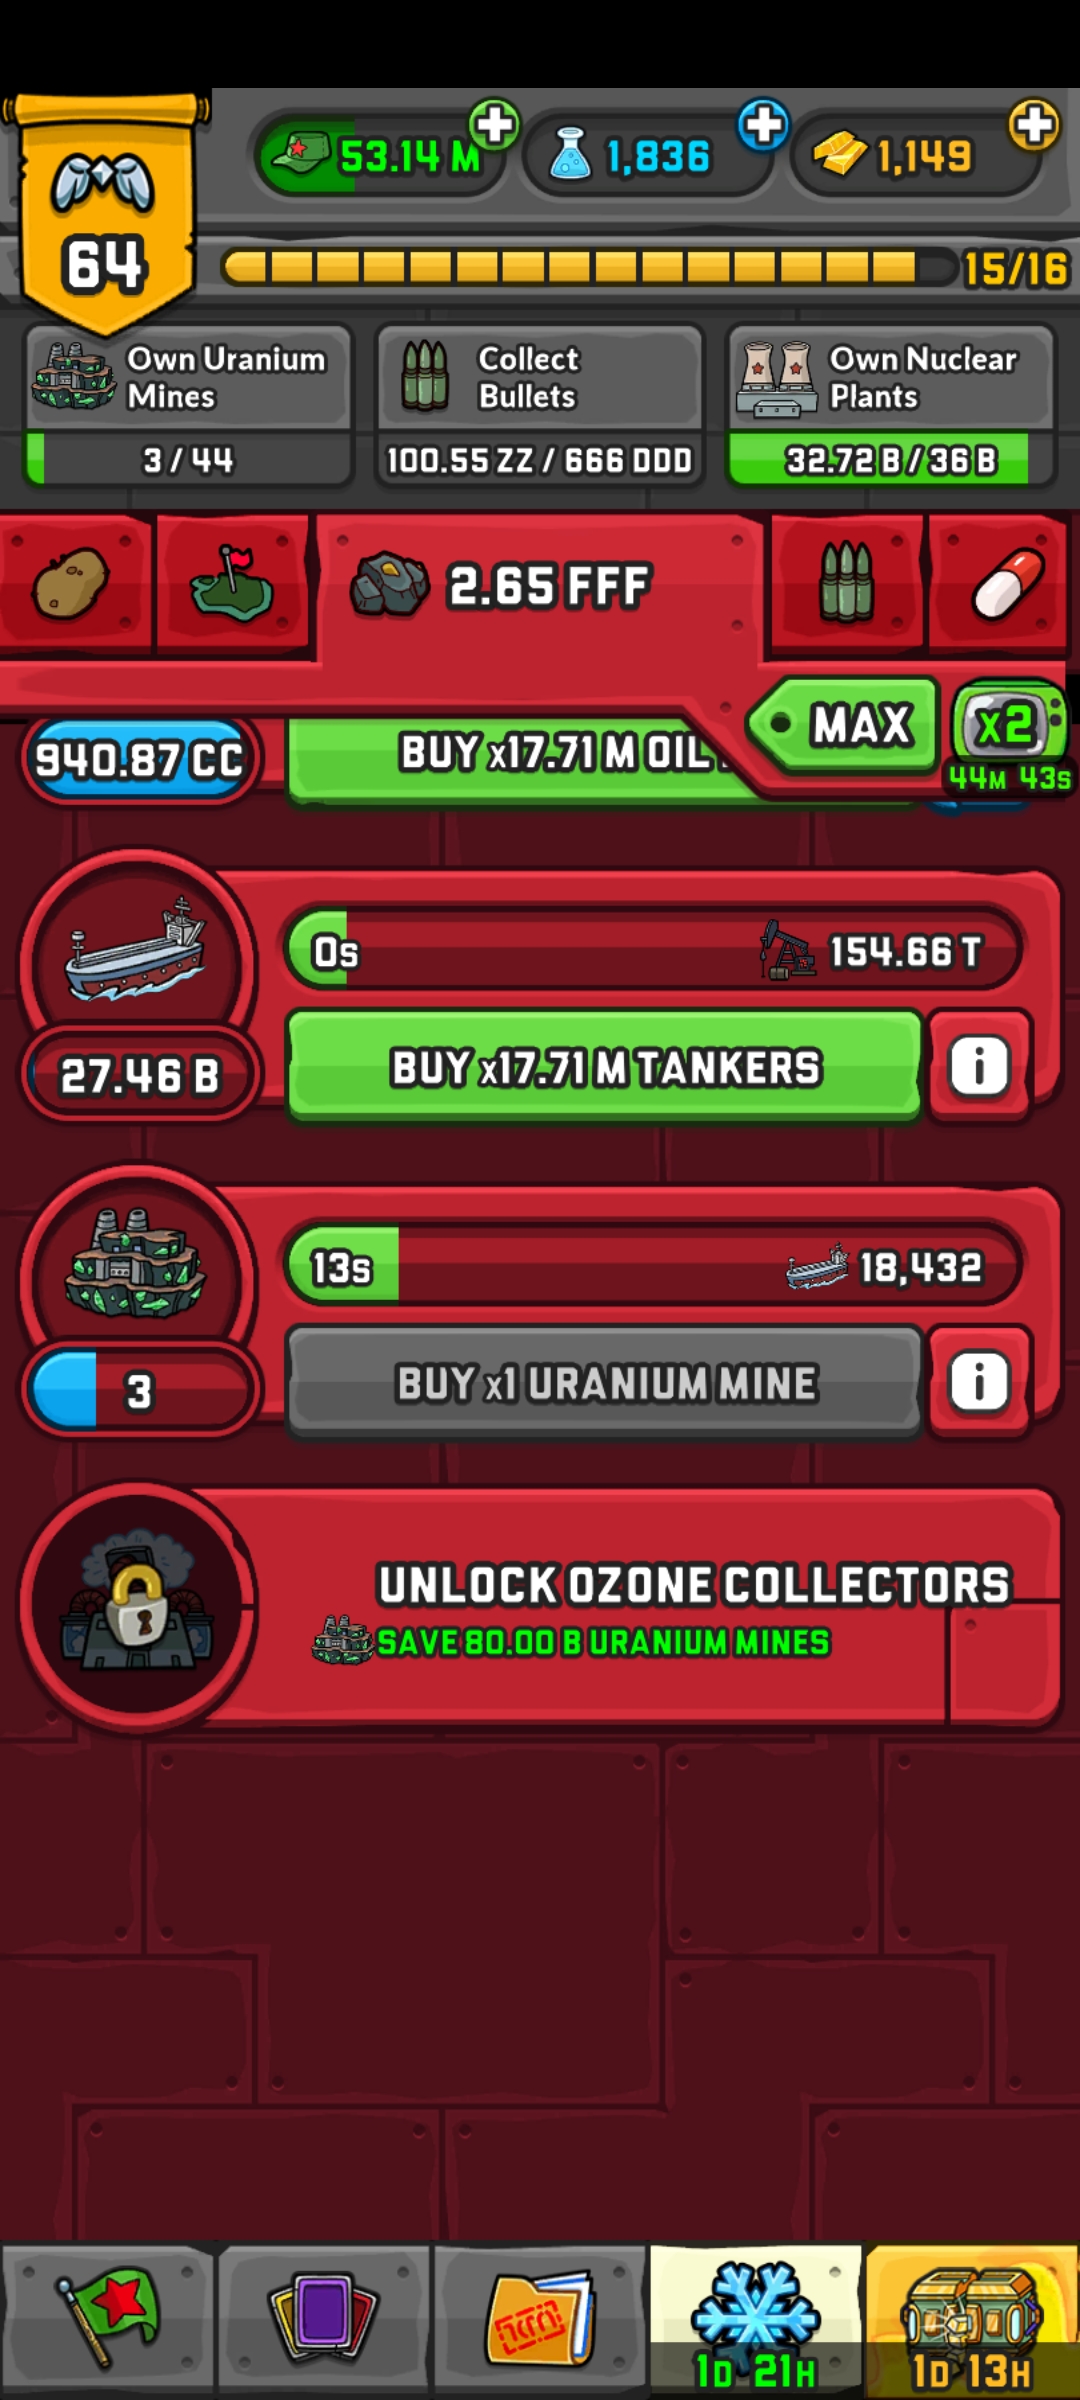 53.14 M
1,836
1,149
64
15/16
Own Uranium
Mines
3 / 44
Collect
Bullets
100.55 ZZ / 666 DDD
Own Nuclear
Plants
32.72 B / 36 B
2.65 FFF
MAX
x2
44M 43S
940.87 CC
BUY x17.71 M OIL
0s
154.66 T
27.46 B
BUY x17.71 M TANKERS
i
13s
18,432
3
BUY x1 URANIUM MINE
i
UNLOCK OZONE COLLECTORS
SAVE 80.00 B URANIUM MINES
1D 21H
1D 13H